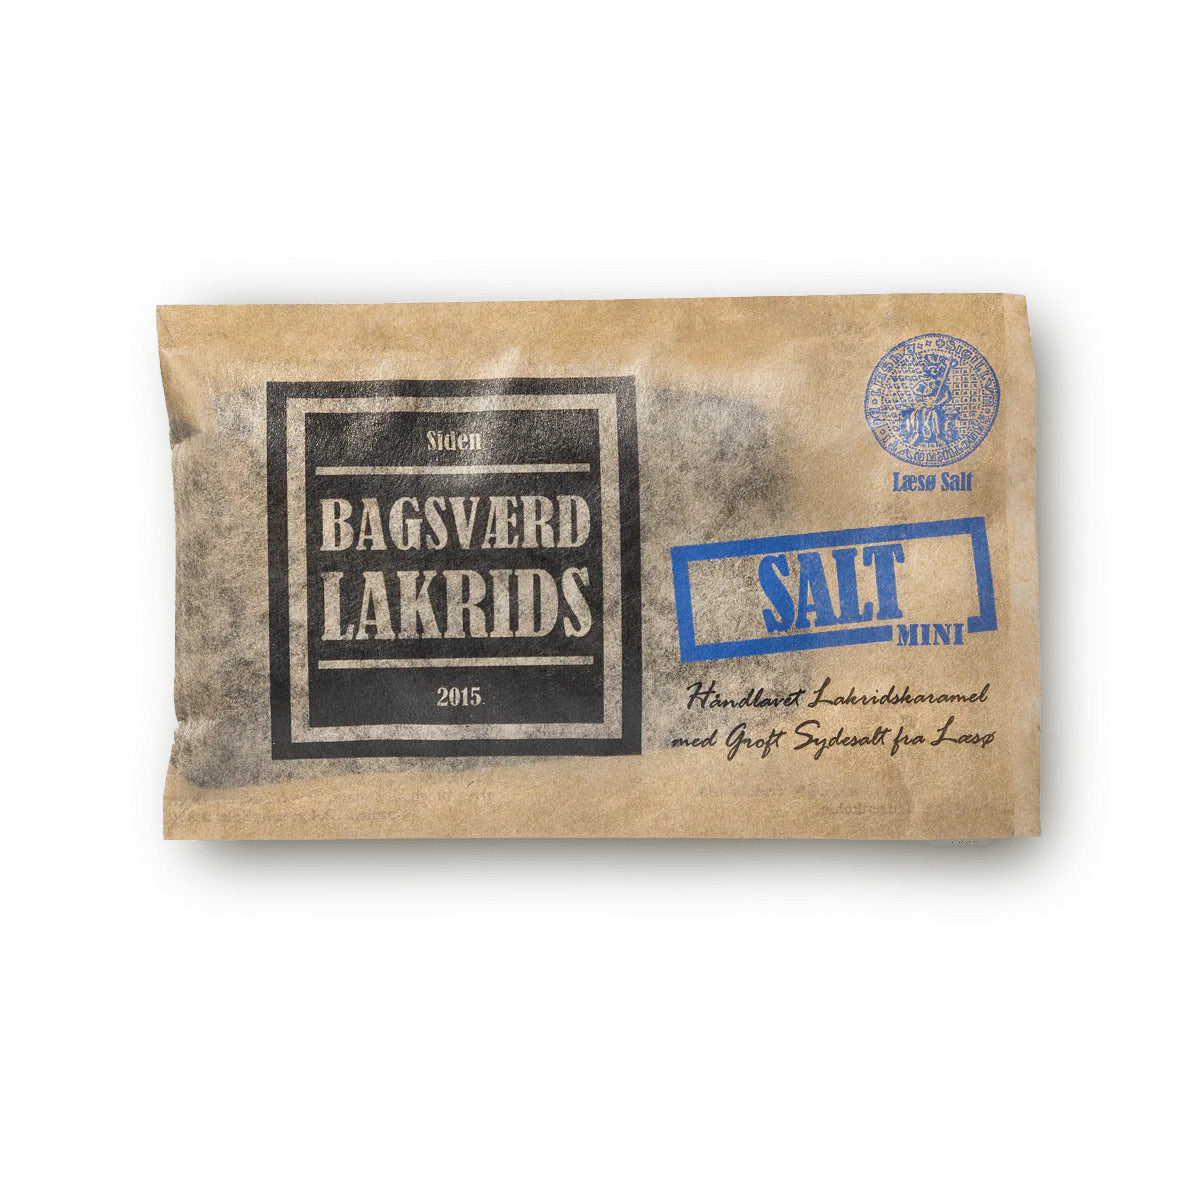 Siden
BAGSVÆRD
LAKRIDS
2015
Læsø Salt
SALT
MINI
Håndlavet Lakridskaramel
med Groft Sydesalt fra Læsø